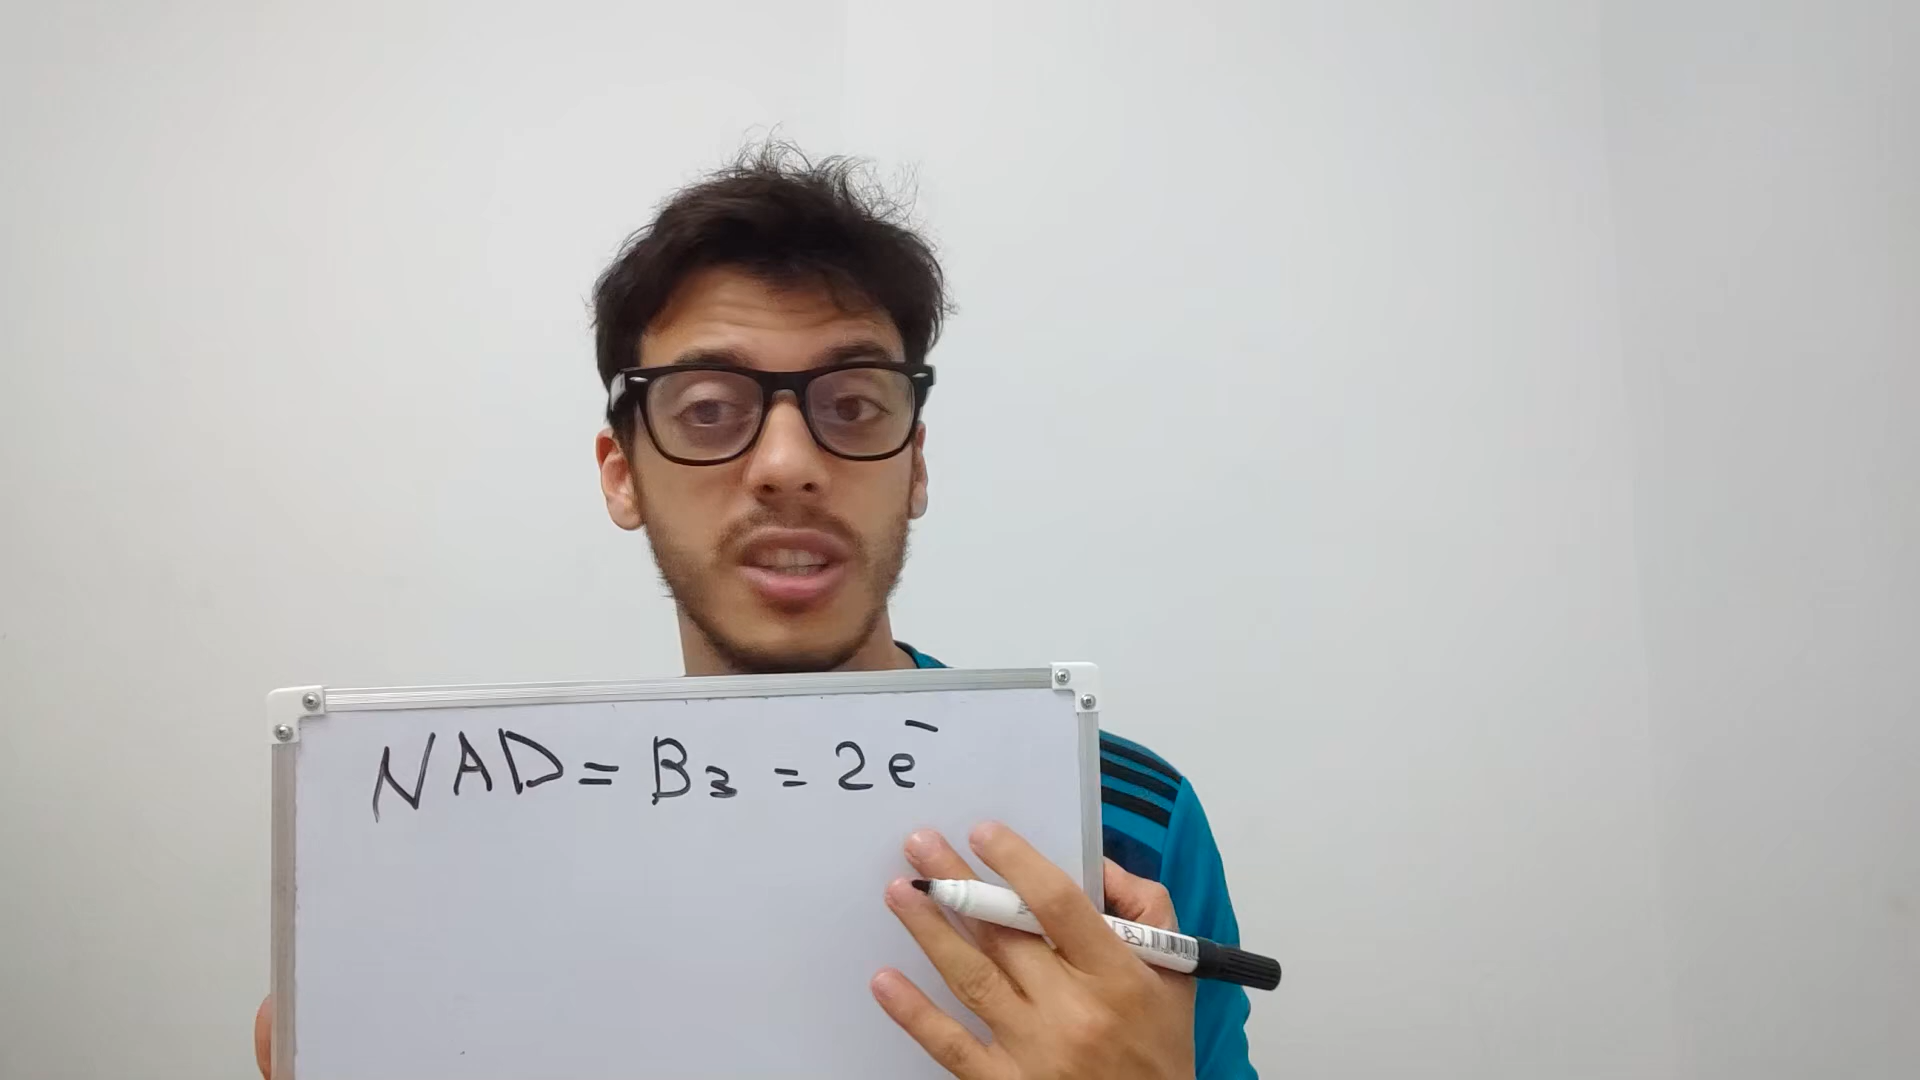 NAD = B3 = 2e⁻